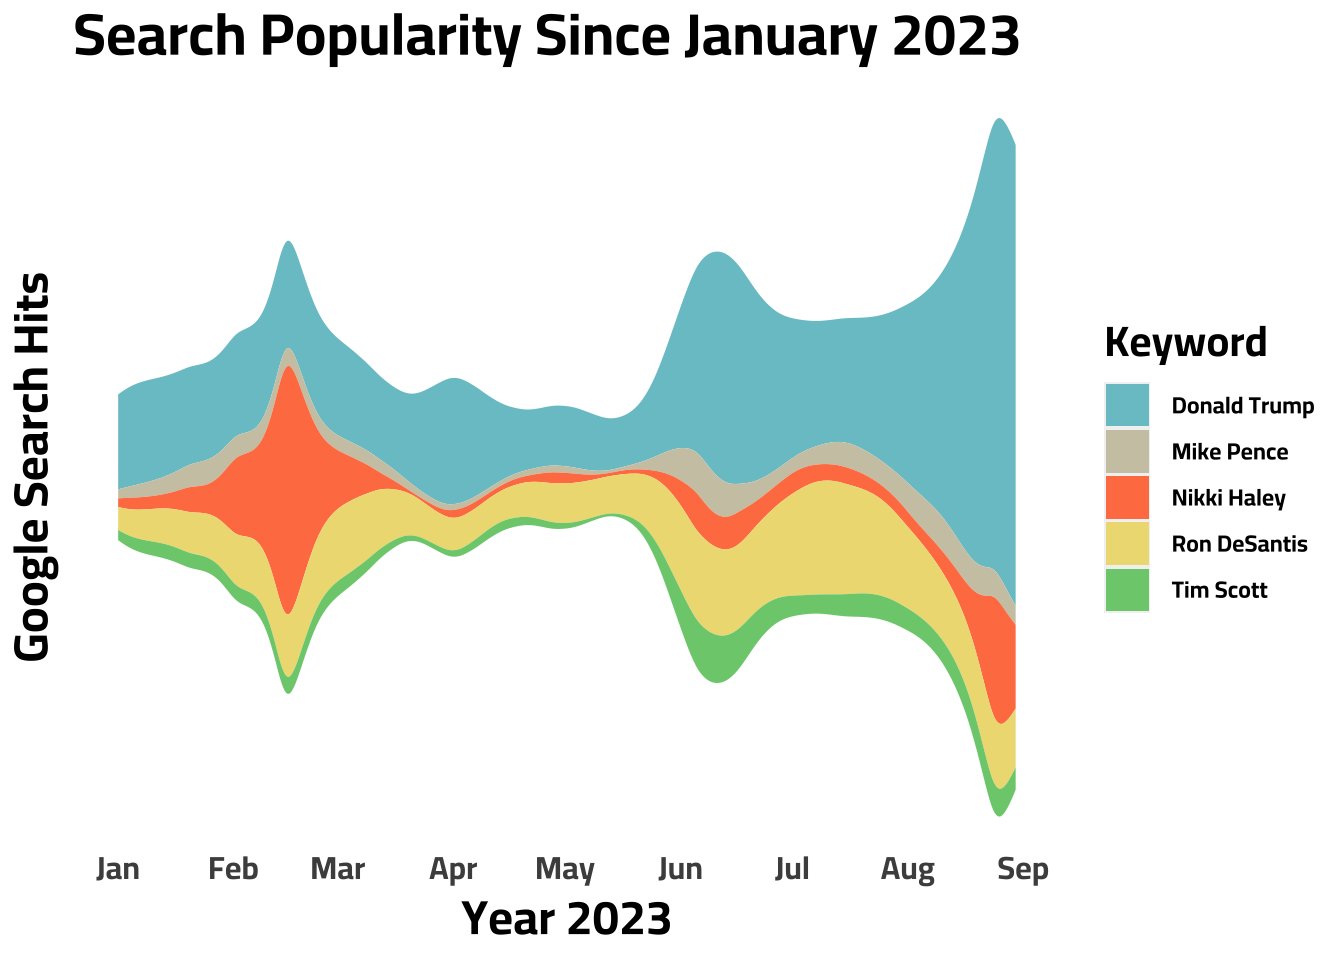 Search Popularity Since January 2023
Google Search Hits
Keyword
Donald Trump
Mike Pence
Nikki Haley
Ron DeSantis
Tim Scott
Jan Feb Mar Apr May Jun Jul Aug Sep
Year 2023